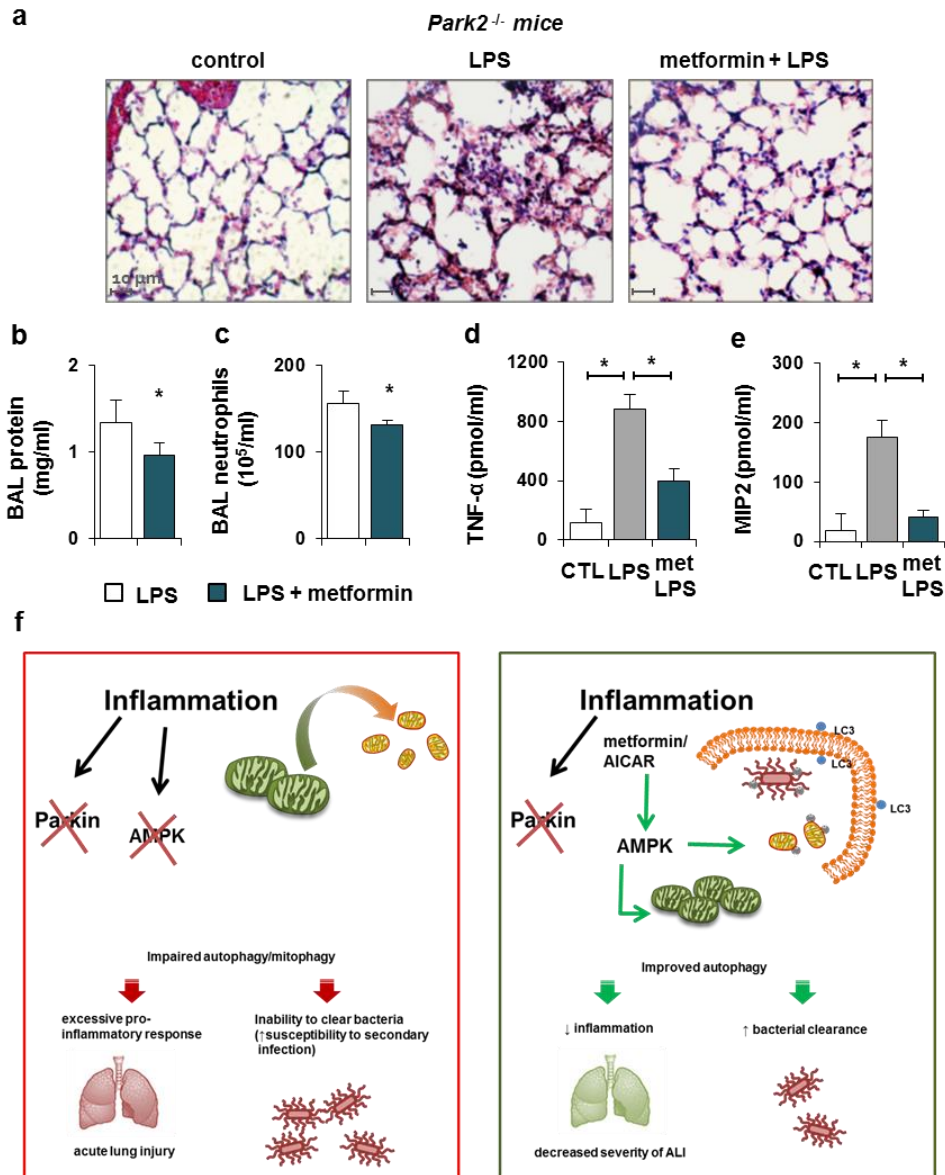 a
Park2 -/- mice
control
LPS
metformin + LPS
10 µm
b
c
d
e
BAL protein
(mg/ml)
2
1
0
*
BAL neutrophils
(10⁵/ml)
200
100
0
*
TNF-α (pmol/ml)
1200
800
400
0
* *
CTL LPS met
LPS
MIP2 (pmol/ml)
300
200
100
0
* *
CTL LPS met
LPS
LPS LPS + metformin
f
Inflammation
Parkin
AMPK
Impaired autophagy/mitophagy
excessive pro-
inflammatory response
acute lung injury
Inability to clear bacteria
(↑susceptibility to secondary
infection)
Inflammation
metformin/
AICAR
Parkin
AMPK
LC3
LC3
LC3
Improved autophagy
↓ inflammation
↑ bacterial clearance
decreased severity of ALI